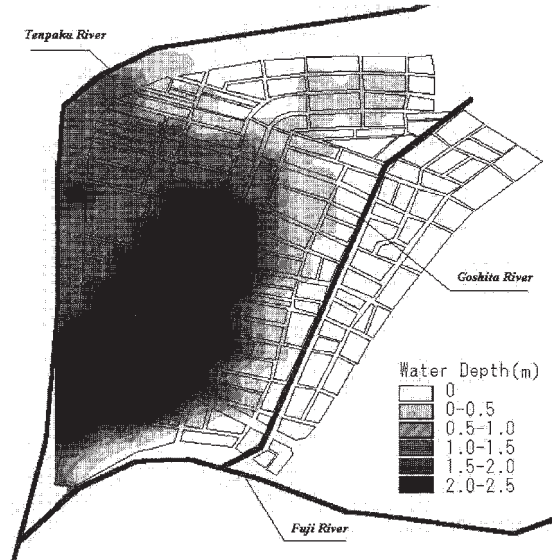 Tenpaku River
Goshita River
Water Depth(m)
0
0-0.5
0.5-1.0
1.0-1.5
1.5-2.0
2.0-2.5
Fuji River